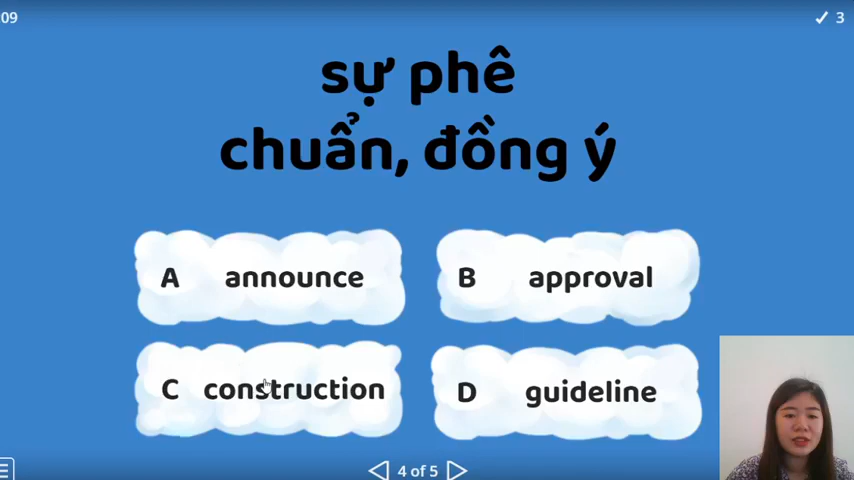 09
3
sự phê
chuẩn, đồng ý
A announce
B approval
C construction
D guideline
4 of 5